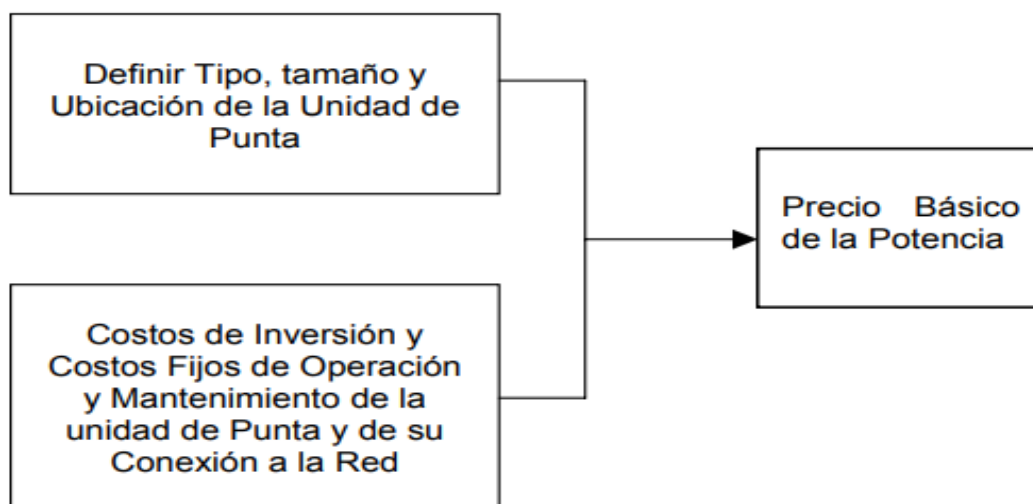 Definir Tipo, tamaño y
Ubicación de la Unidad de
Punta
Costos de Inversión y
Costos Fijos de Operación
y Mantenimiento de la
unidad de Punta y de su
Conexión a la Red
Precio Básico
de la Potencia